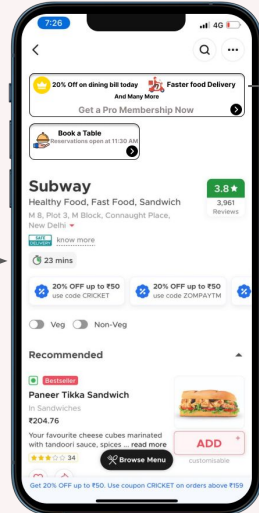 7:26
4G
20% Off on dining bill today Faster food Delivery
And Many More
Get a Pro Membership Now
Book a Table
Reservations open at 11:30 AM
Subway
3.8 ★
Healthy Food, Fast Food, Sandwich
3,961
Reviews
M 8, Plot 3, M Block, Connaught Place,
New Delhi
SAFE
DELIVERY
know more
23 mins
20% OFF up to ₹50
use code CRICKET
20% OFF up to ₹50
use code ZOMPAYTM
Veg Non-Veg
Recommended
Bestseller
Paneer Tikka Sandwich
In Sandwiches
₹204.76
Your favourite cheese cubes marinated
with tandoori sauce, spices ... read more
34
ADD +
customisable
Browse Menu
Get 20% OFF up to ₹50. Use coupon CRICKET on orders above ₹159